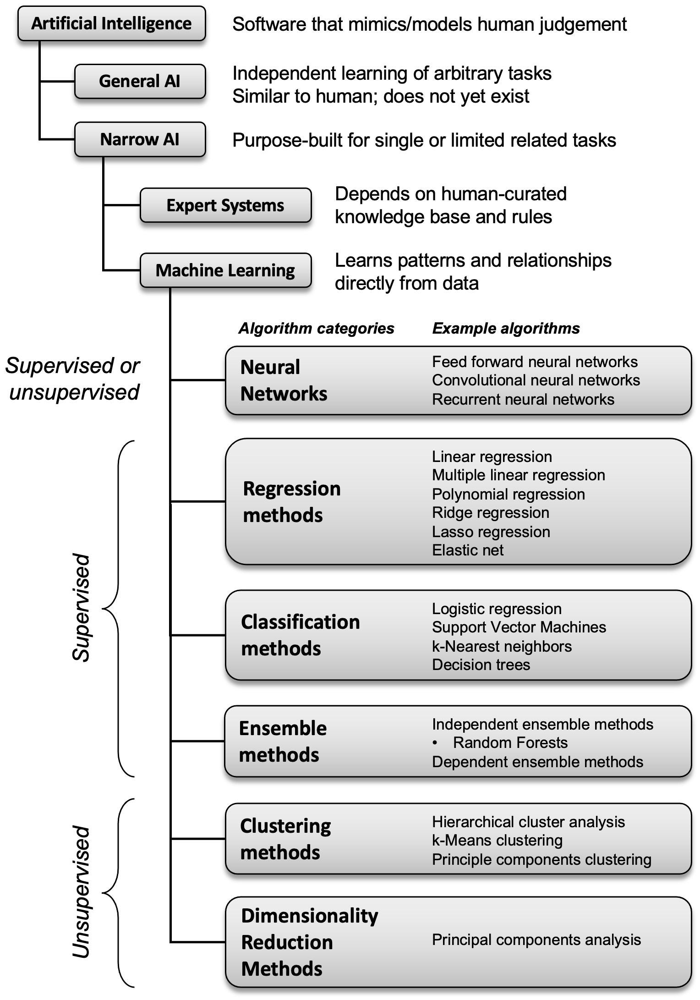 Artificial Intelligence
Software that mimics/models human judgement
General AI
Independent learning of arbitrary tasks
Similar to human; does not yet exist
Narrow AI
Purpose-built for single or limited related tasks
Expert Systems
Depends on human-curated
knowledge base and rules
Machine Learning
Learns patterns and relationships
directly from data
Algorithm categories
Example algorithms
Supervised or
unsupervised
Neural
Networks
Feed forward neural networks
Convolutional neural networks
Recurrent neural networks
Supervised
Regression
methods
Linear regression
Multiple linear regression
Polynomial regression
Ridge regression
Lasso regression
Elastic net
Classification
methods
Logistic regression
Support Vector Machines
k-Nearest neighbors
Decision trees
Ensemble
methods
Independent ensemble methods
• Random Forests
Dependent ensemble methods
Unsupervised
Clustering
methods
Hierarchical cluster analysis
k-Means clustering
Principle components clustering
Dimensionality
Reduction
Methods
Principal components analysis